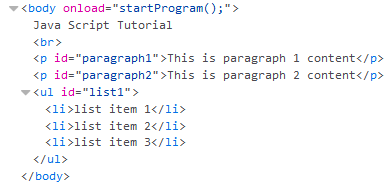 <body onload="startProgram();">
Java Script Tutorial
<br>
<p id="paragraph1">This is paragraph 1 content</p>
<p id="paragraph2">This is paragraph 2 content</p>
<ul id="list1">
<li>list item 1</li>
<li>list item 2</li>
<li>list item 3</li>
</ul>
</body>